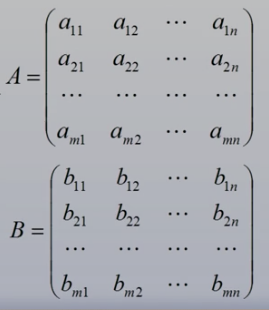 A = ( a₁₁ a₁₂ ⋯ a₁ₙ
a₂₁ a₂₂ ⋯ a₂ₙ
⋯ ⋯ ⋯ ⋯
aₘ₁ aₘ₂ ⋯ aₘₙ )
B = ( b₁₁ b₁₂ ⋯ b₁ₙ
b₂₁ b₂₂ ⋯ b₂ₙ
⋯ ⋯ ⋯ ⋯
bₘ₁ bₘ₂ ⋯ bₘₙ )